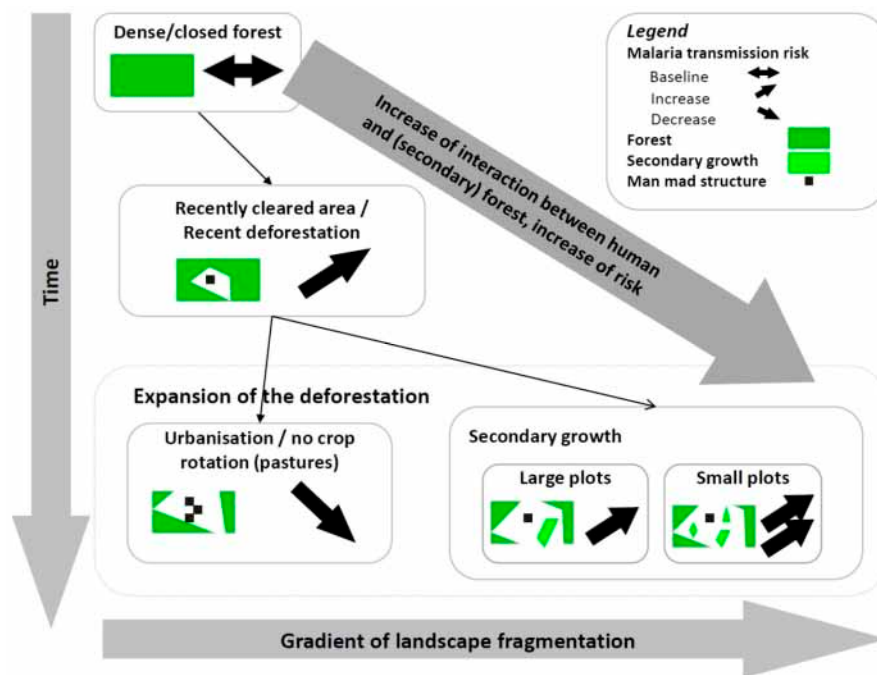 Dense/closed forest
Legend
Malaria transmission risk
Baseline
Increase
Decrease
Forest
Secondary growth
Man mad structure
Increase of interaction between human
and (secondary) forest, increase of risk
Recently cleared area /
Recent deforestation
Time
Expansion of the deforestation
Urbanisation / no crop
rotation (pastures)
Secondary growth
Large plots
Small plots
Gradient of landscape fragmentation